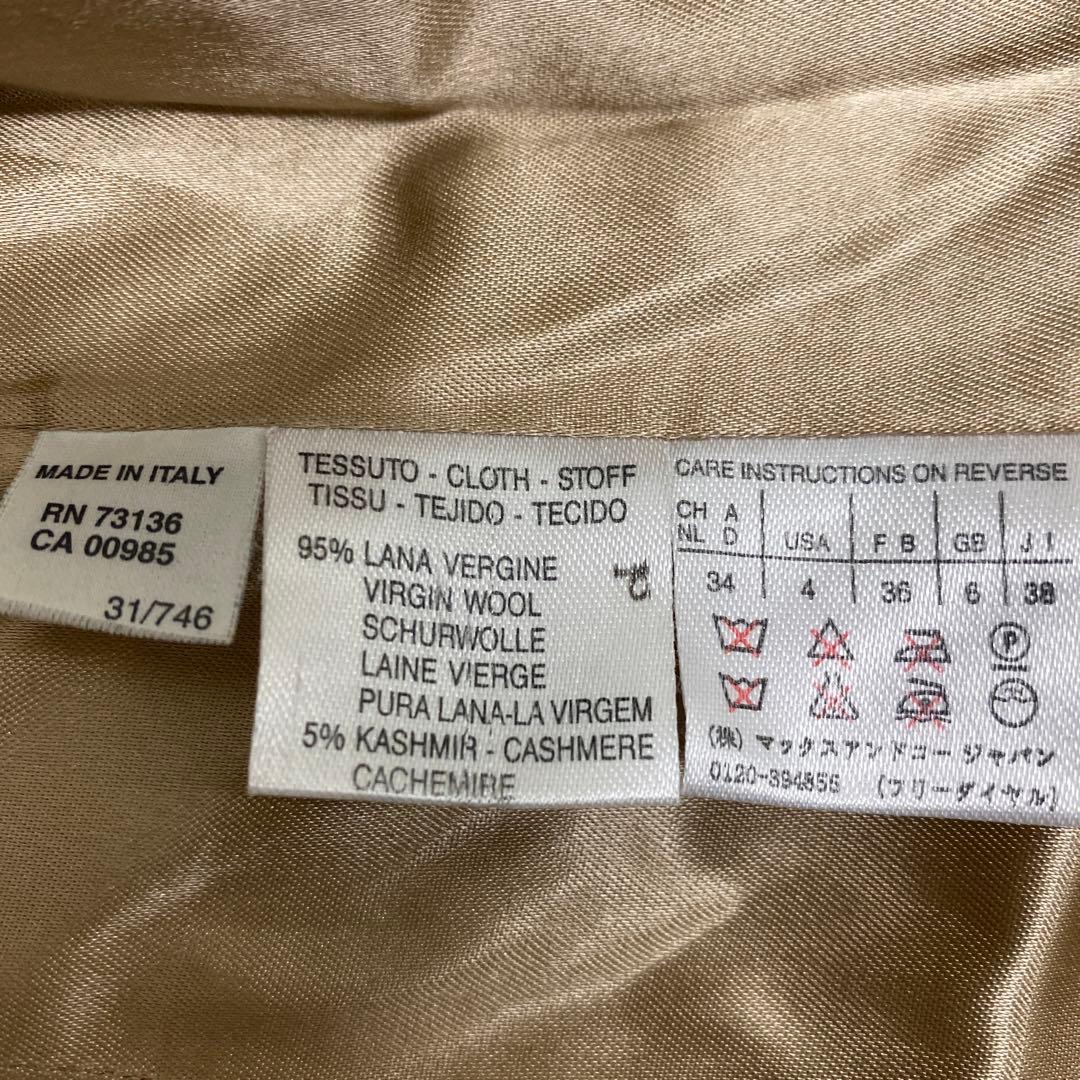 MADE IN ITALY
RN 73136
CA 00985
31/746
TESSUTO - CLOTH - STOFF
TISSU - TEJIDO - TECIDO
95% LANA VERGINE
VIRGIN WOOL
SCHURWOLLE
LAINE VIERGE
PURA LANA-LA VIRGEM
5% KASHMIR - CASHMERE
CACHEMIRE
CARE INSTRUCTIONS ON REVERSE
CH A
NL D USA F B GB J I
34 4 36 6 38
P
(株) マックスアンドコー ジャパン
0120-394855 (フリーダイヤル)